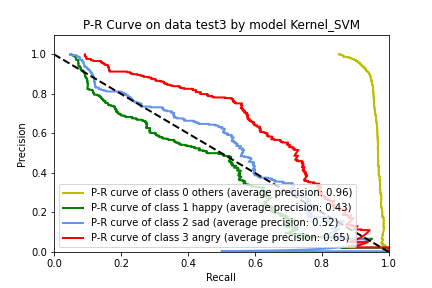 P-R Curve on data test3 by model Kernel_SVM
Precision
1.0
0.8
0.6
0.4
0.2
0.0
P-R curve of class 0 others (average precision: 0.96)
P-R curve of class 1 happy (average precision: 0.43)
P-R curve of class 2 sad (average precision: 0.52)
P-R curve of class 3 angry (average precision: 0.65)
0.0 0.2 0.4 0.6 0.8 1.0
Recall